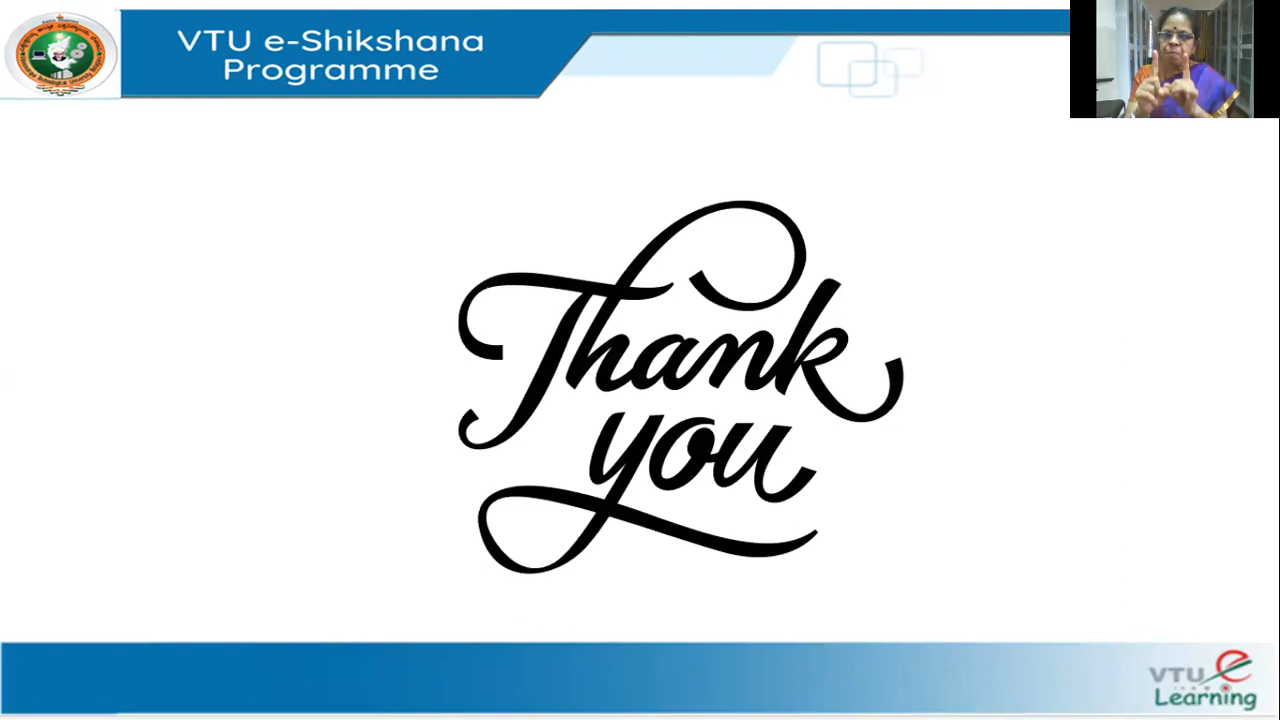 VTU e-Shikshana
Programme
Thank
you
VTU
Learning